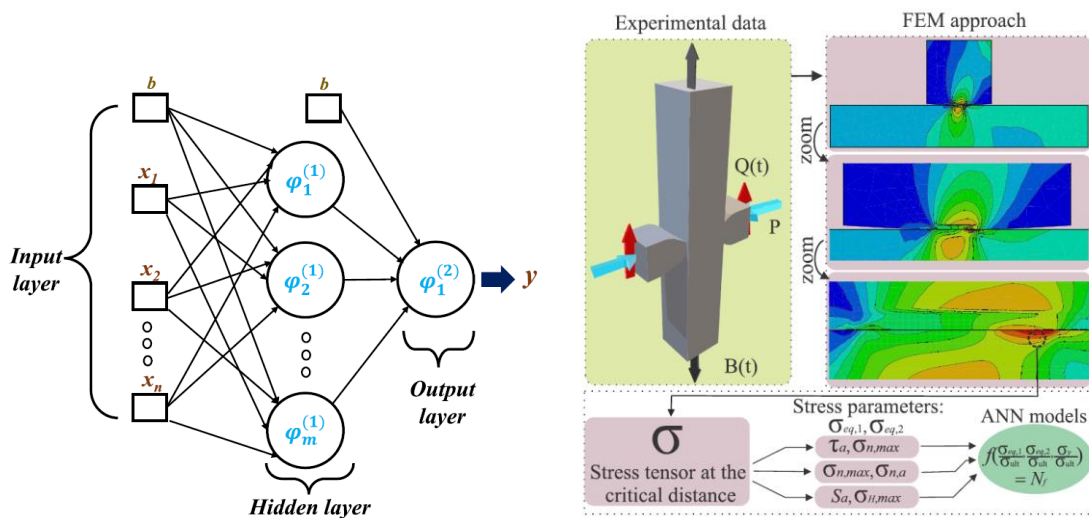 b
b
x₁
x₂
xₙ
Input
layer
φ₁⁽¹⁾
φ₂⁽¹⁾
φₘ⁽¹⁾
φ₁⁽²⁾
y
Output
layer
Hidden layer
Experimental data
FEM approach
Q(t)
P
B(t)
zoom
zoom
Stress parameters:
σeq,1,σeq,2
σ
Stress tensor at the
critical distance
τa,σn,max
σn,max,σn,a
Sa,σH,max
ANN models
f(σeq,1/σult,σeq,2/σult,σY/σult)
=Nf